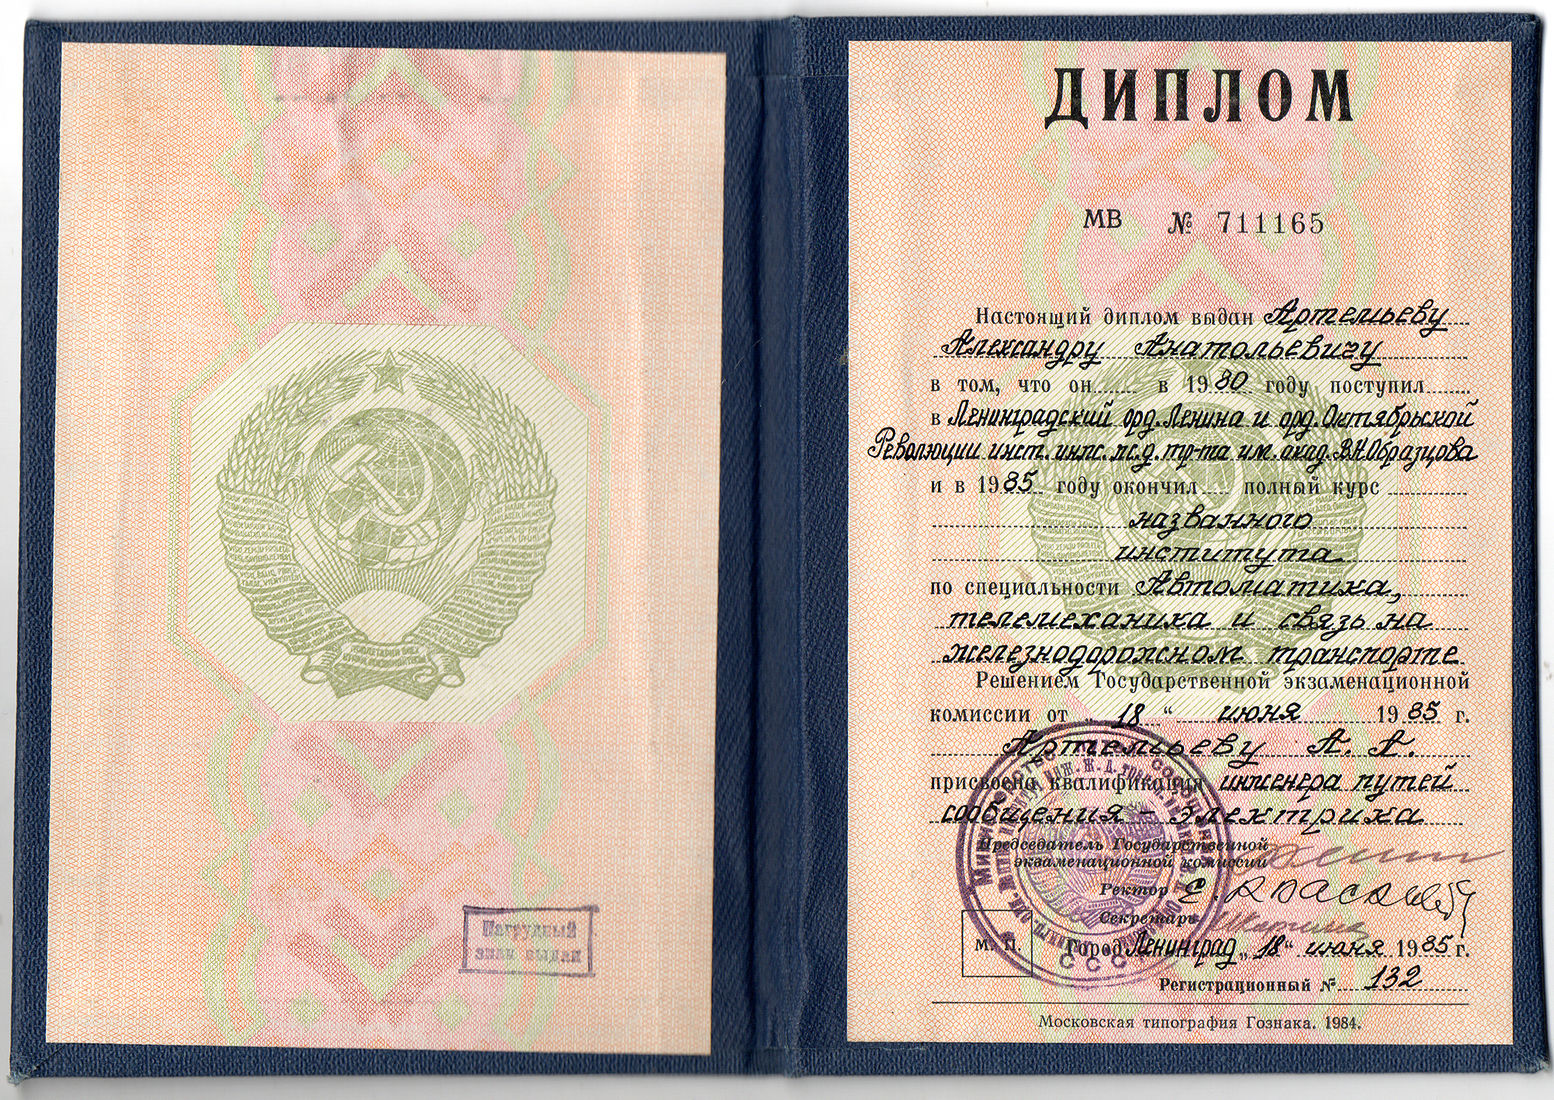 Нагрудный
знак выдан
ДИПЛОМ
МВ № 711165
Настоящий диплом выдан Артемьеву
Александру Анатольевичу
в том, что он в 1980 году поступил
в Ленинградский орд. Ленина и орд. Октябрьской
Революции инст. инж. ж.д. тр-та им. акад. В.Н.Образцова
и в 1985 году окончил полный курс
названного
института
по специальности Автоматика,
телемеханика и связь на
железнодорожном транспорте
Решением Государственной экзаменационной
комиссии от „ 18 “ июня 1985 г.
Артемьеву А. А.
присвоена квалификация инженера путей
сообщения - электрика
Председатель Государственной
экзаменационной комиссии
Ректор
Секретарь
М. П. Город Ленинград „ 18 “ июня 1985 г.
Регистрационный № 132
Московская типография Гознака. 1984.